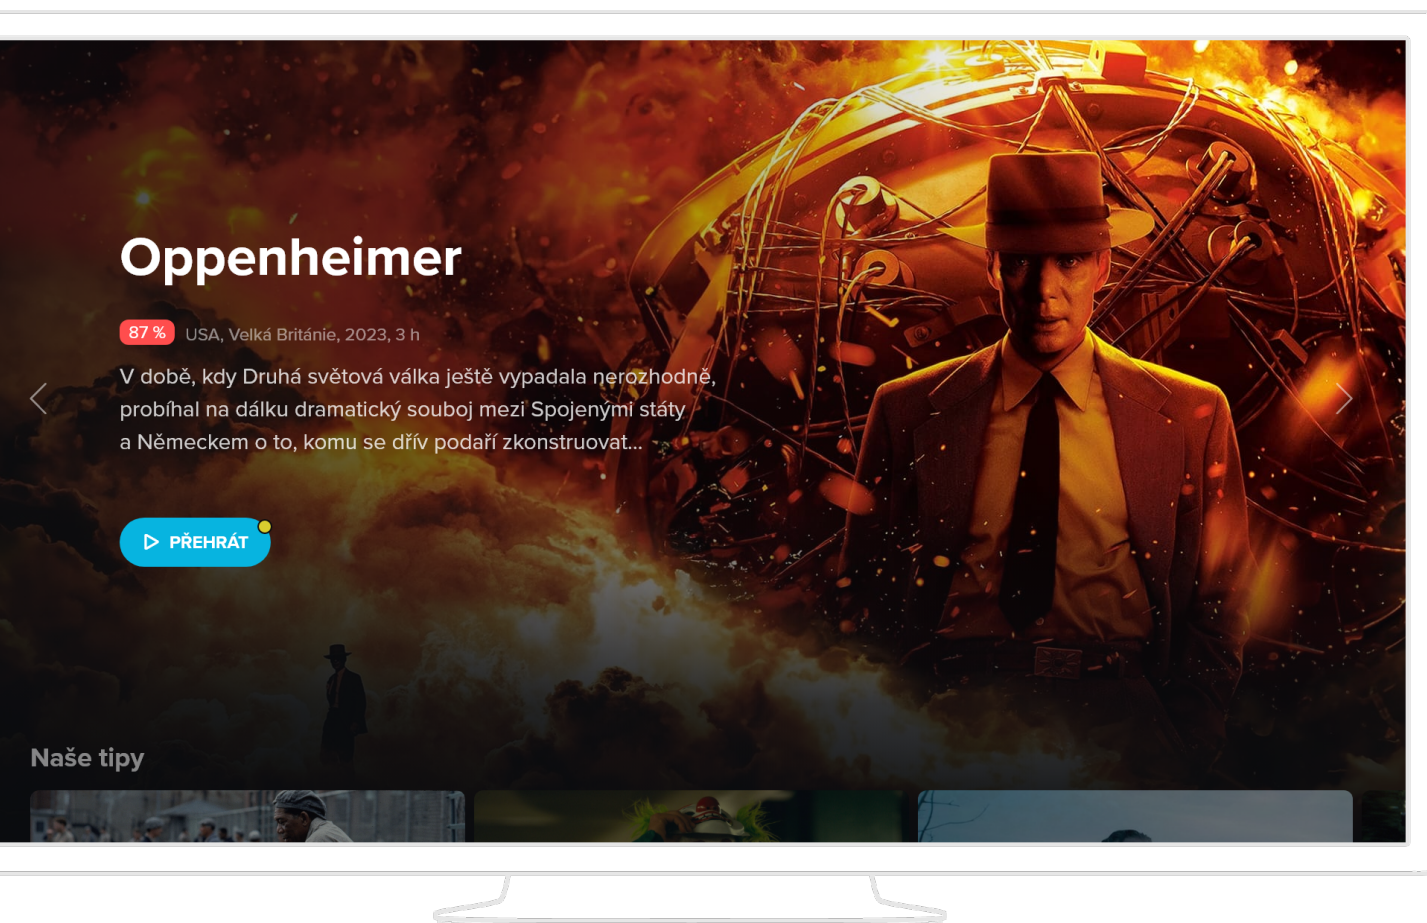 Oppenheimer
87 % USA, Velká Británie, 2023, 3 h
V době, kdy Druhá světová válka ještě vypadala nerozhodně,
probíhal na dálku dramatický souboj mezi Spojenými státy
a Německem o to, komu se dřív podaří zkonstruovat...
PŘEHRÁT
Naše tipy